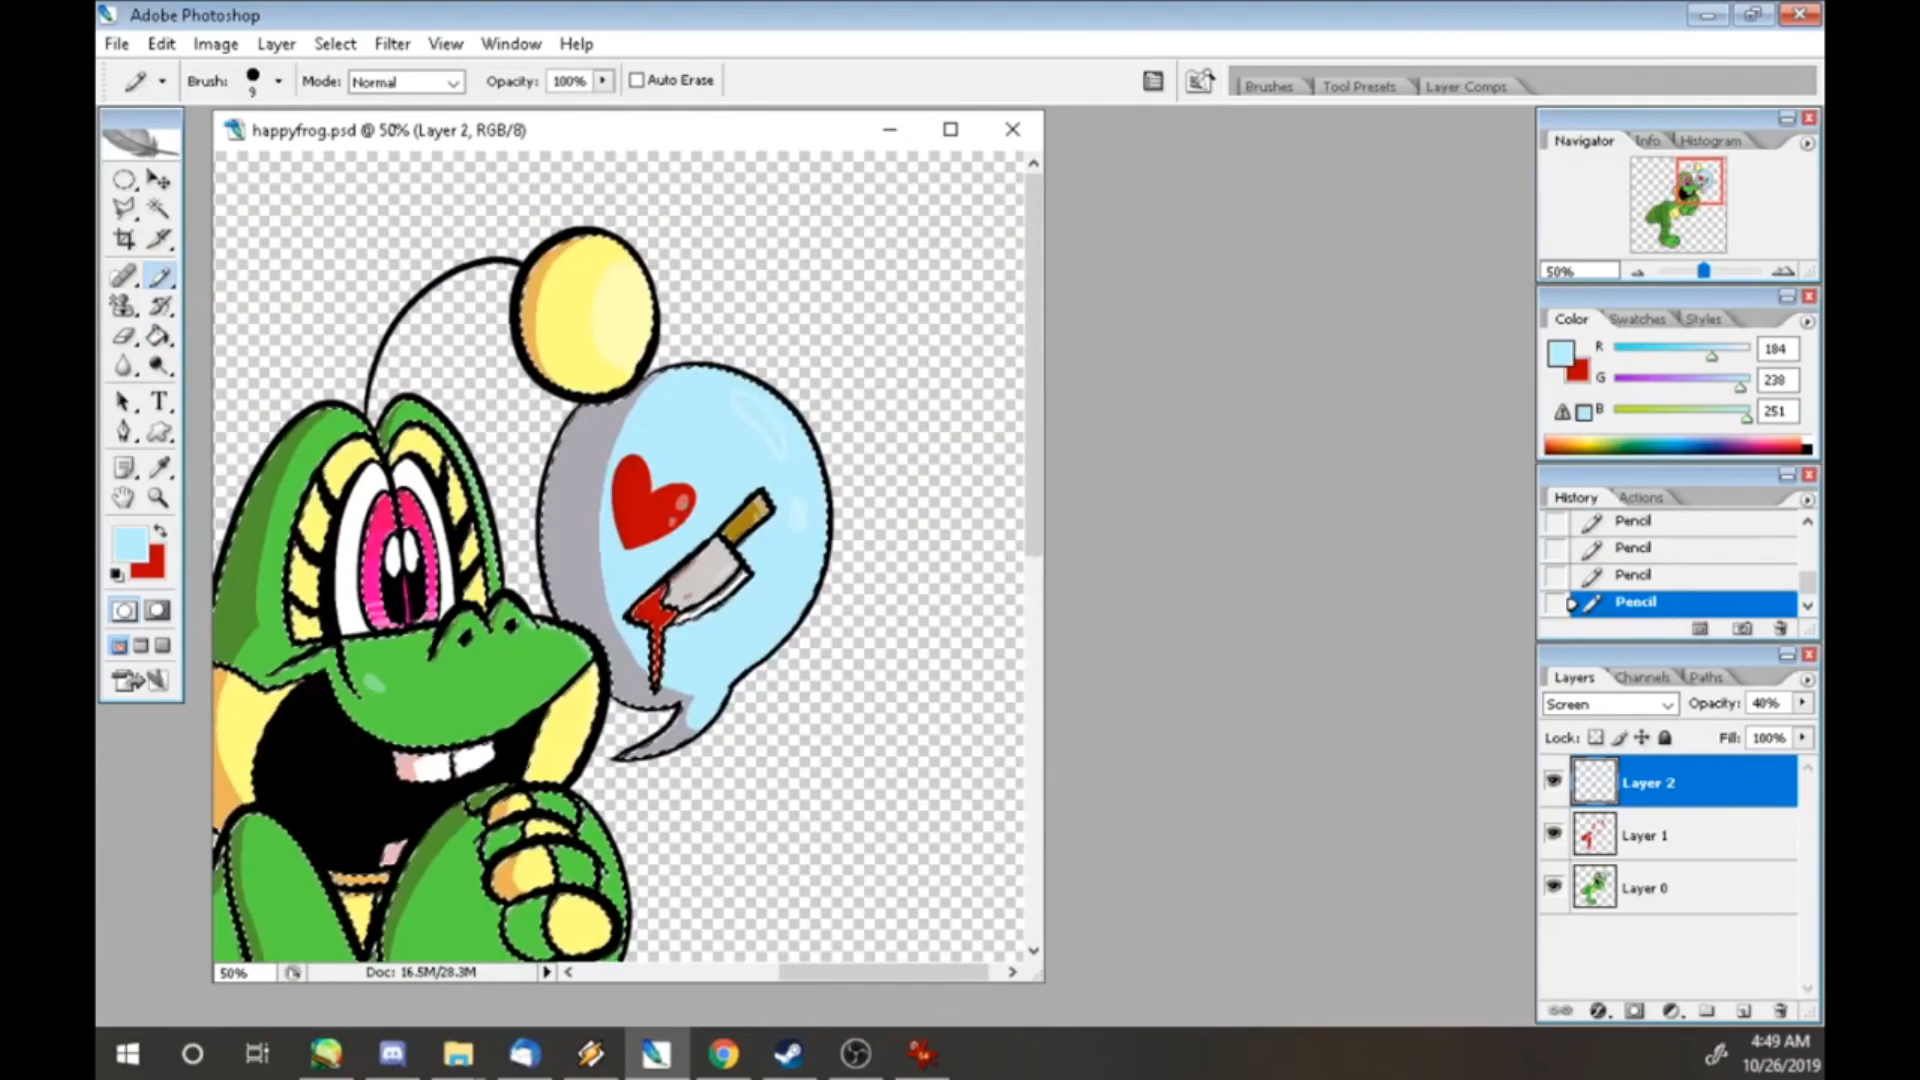 Adobe Photoshop
File Edit Image Layer Select Filter View Window Help
Brush: 9 Mode: Normal Opacity: 100% Auto Erase Brushes Tool Presets Layer Comps
happyfrog.psd @ 50% (Layer 2, RGB/8)
Navigator Info Histogram
50%
Color Swatches Styles
R 184
G 238
B 251
History Actions
Pencil
Pencil
Pencil
Pencil
Layers Channels Paths
Screen Opacity: 40%
Lock: Fill: 100%
Layer 2
Layer 1
Layer 0
50% Doc: 16.5M/28.3M
4:49 AM
10/26/2019